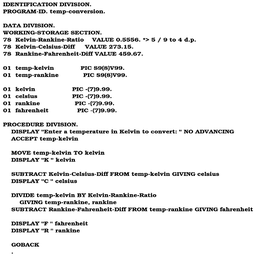 IDENTIFICATION DIVISION.
PROGRAM-ID. temp-conversion.
DATA DIVISION.
WORKING-STORAGE SECTION.
78 Kelvin-Rankine-Ratio VALUE 0.5556. *> 5 / 9 to 4 d.p.
78 Kelvin-Celsius-Diff VALUE 273.15.
78 Rankine-Fahrenheit-Diff VALUE 459.67.
01 temp-kelvin PIC S9(8)V99.
01 temp-rankine PIC S9(8)V99.
01 kelvin PIC -(7)9.99.
01 celsius PIC -(7)9.99.
01 rankine PIC -(7)9.99.
01 fahrenheit PIC -(7)9.99.
PROCEDURE DIVISION.
DISPLAY "Enter a temperature in Kelvin to convert: " NO ADVANCING
ACCEPT temp-kelvin
MOVE temp-kelvin TO kelvin
DISPLAY "K " kelvin
SUBTRACT Kelvin-Celsius-Diff FROM temp-kelvin GIVING celsius
DISPLAY "C " celsius
DIVIDE temp-kelvin BY Kelvin-Rankine-Ratio
GIVING temp-rankine, rankine
SUBTRACT Rankine-Fahrenheit-Diff FROM temp-rankine GIVING fahrenheit
DISPLAY "F " fahrenheit
DISPLAY "R " rankine
GOBACK
.